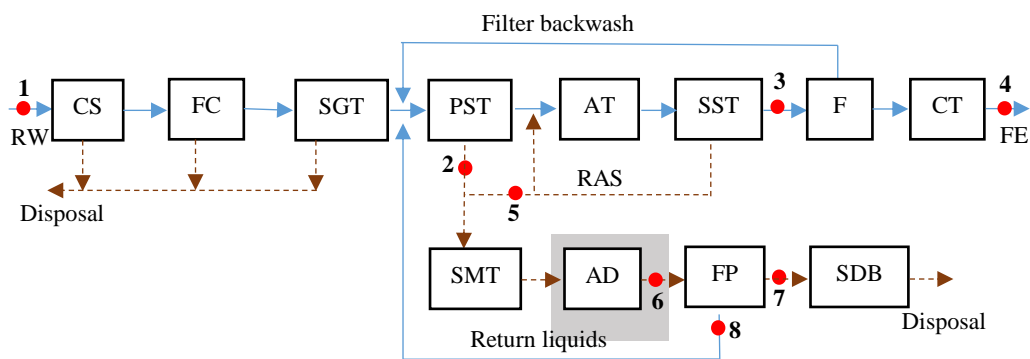 Filter backwash
1
3
4
CS
FC
SGT
PST
AT
SST
F
CT
RW
FE
2
RAS
5
Disposal
SMT
AD
FP
SDB
6
7
Disposal
Return liquids
8